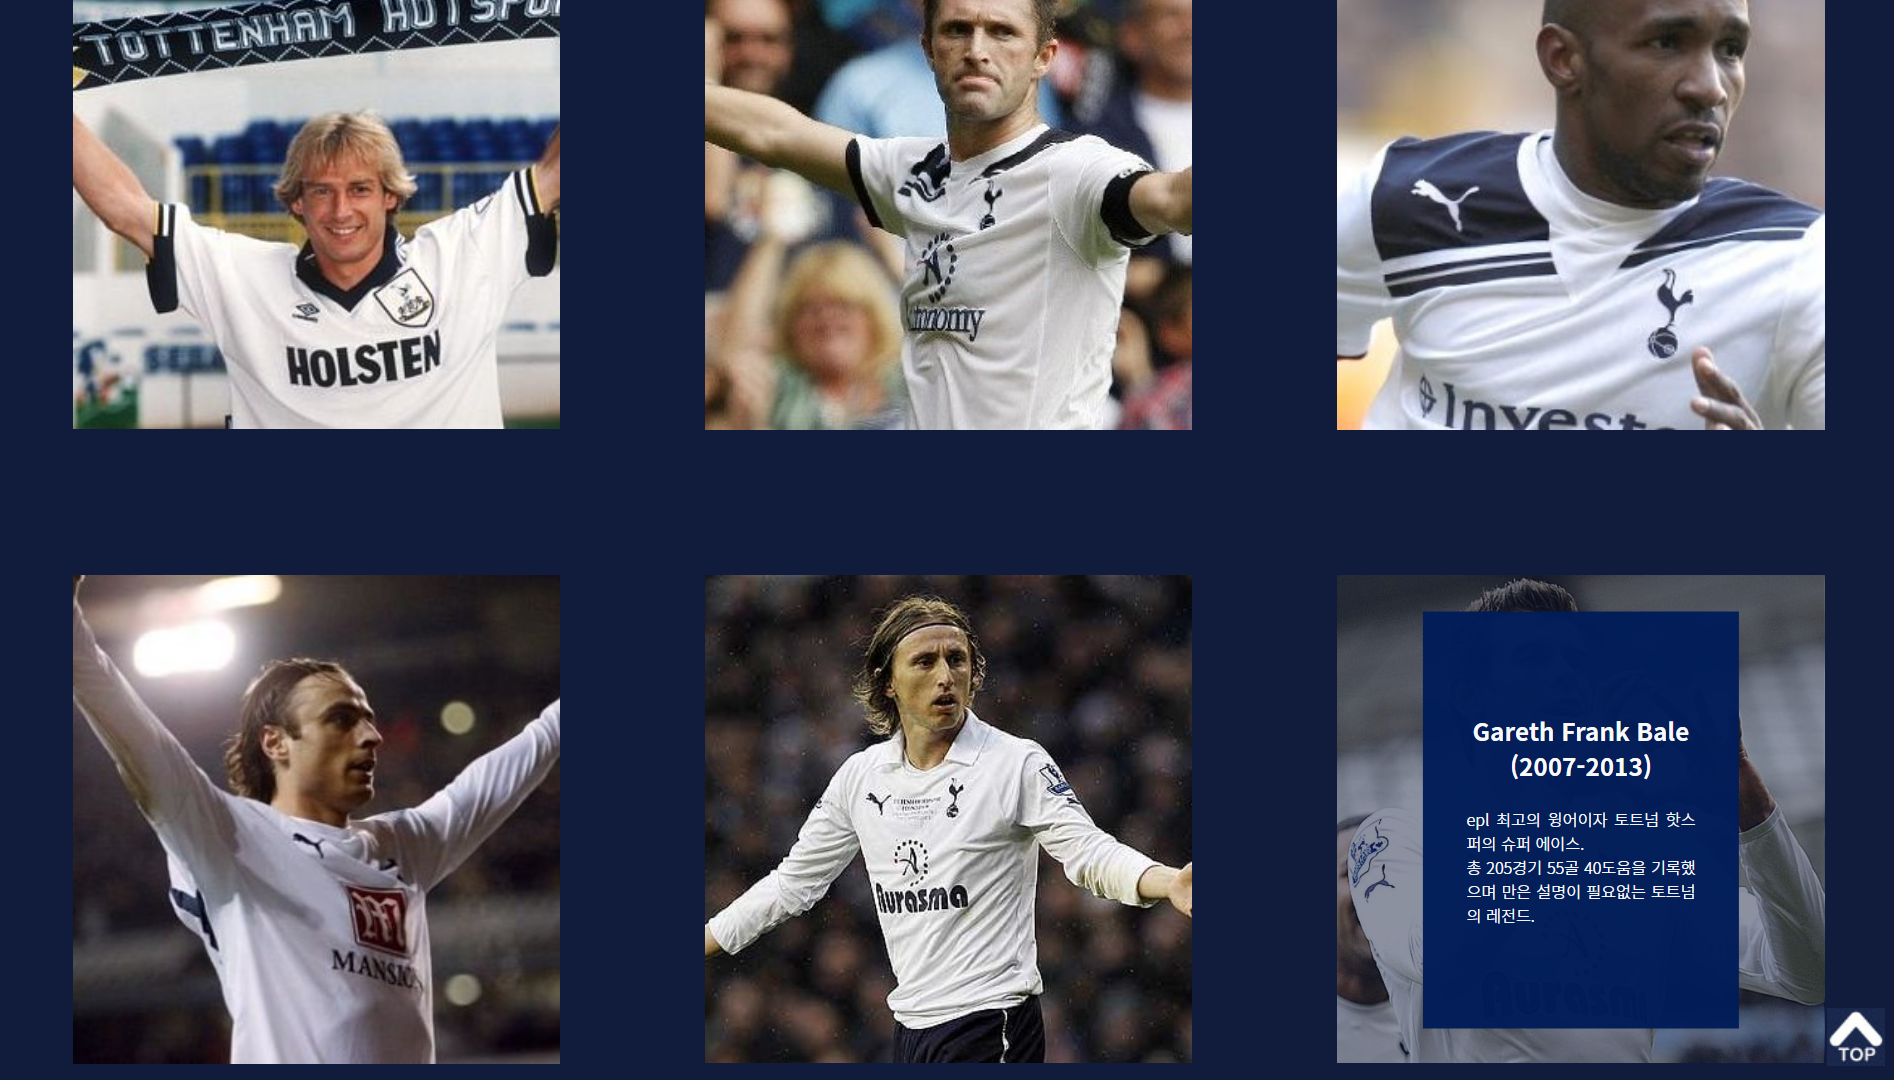 TOTTENHAM HOTSPU
HOLSTEN
Autonomy
Investe
MANSION
Aurasma
Gareth Frank Bale
(2007-2013)
epl 최고의 윙어이자 토트넘 핫스
퍼의 슈퍼 에이스.
총 205경기 55골 40도움을 기록했
으며 만은 설명이 필요없는 토트넘
의 레전드.
Aurasm
TOP